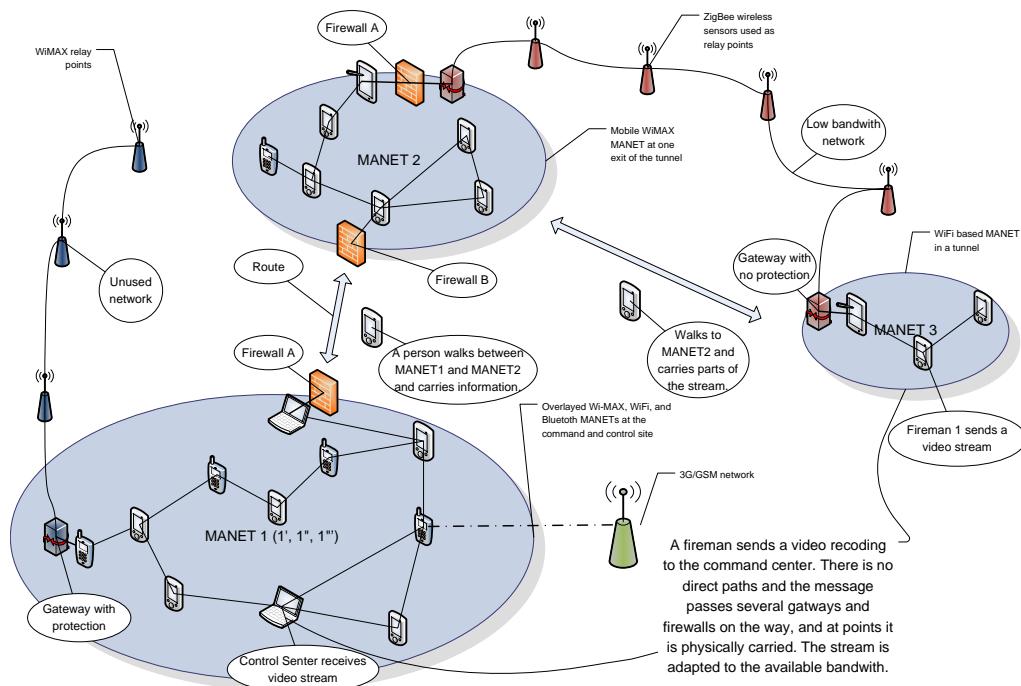 Firewall A
ZigBee wireless
sensors used as
relay points
WiMAX relay
points
Low bandwith
network
MANET 2
Mobile WiMAX
MANET at one
exit of the tunnel
WiFi based MANET
in a tunnel
Unused
network
Route
Firewall B
Gateway with
no protection
MANET 3
Firewall A
A person walks between
MANET1 and MANET2
and carries information.
Walks to
MANET2 and
carries parts of
the stream.
Overlayed Wi-MAX, WiFi, and
Bluetoth MANETs at the
command and control site
Fireman 1 sends a
video stream
3G/GSM network
MANET 1 (1', 1'', 1''')
A fireman sends a video recoding
to the command center. There is no
direct paths and the message
passes several gatways and
firewalls on the way, and at points it
is physically carried. The stream is
adapted to the available bandwith.
Gateway with
protection
Control Senter receives
video stream